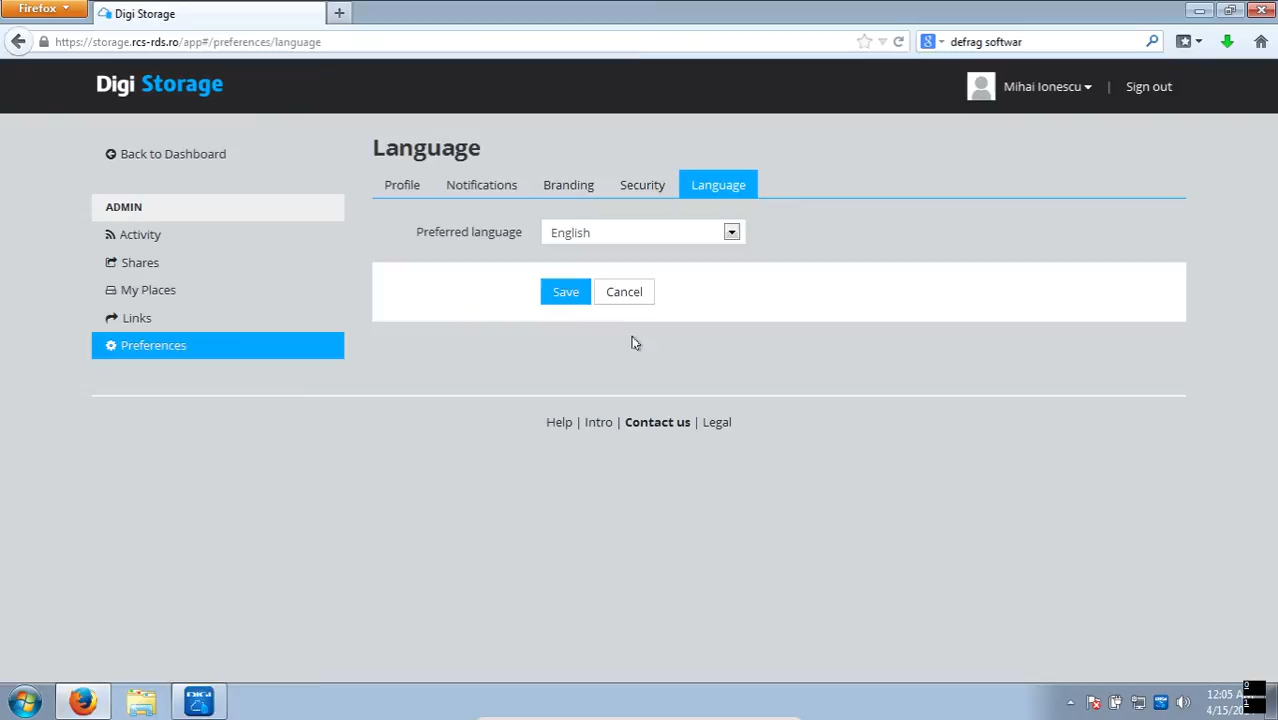 Firefox
Digi Storage
https://storage.rcs-rds.ro/app#/preferences/language
defrag softwar
Digi Storage
Mihai Ionescu | Sign out
Back to Dashboard
ADMIN
Activity
Shares
My Places
Links
Preferences
Language
Profile Notifications Branding Security Language
Preferred language English
Save Cancel
Help | Intro | Contact us | Legal
DIGI
12:05
4/15/